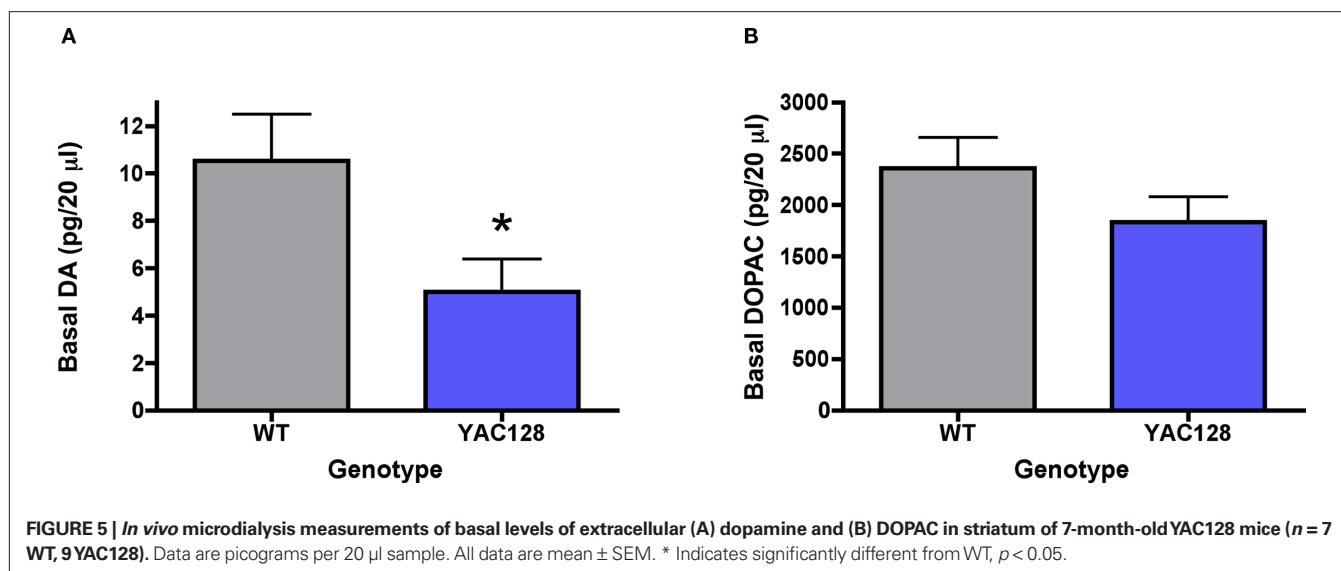 A
Basal DA (pg/20 µl)
12
10
8
6
4
2
0
*
WT
YAC128
Genotype
B
Basal DOPAC (pg/20 µl)
3000
2500
2000
1500
1000
500
0
WT
YAC128
Genotype
FIGURE 5 | In vivo microdialysis measurements of basal levels of extracellular (A) dopamine and (B) DOPAC in striatum of 7-month-old YAC128 mice (n = 7
WT, 9 YAC128). Data are picograms per 20 µl sample. All data are mean ± SEM. * Indicates significantly different from WT, p < 0.05.